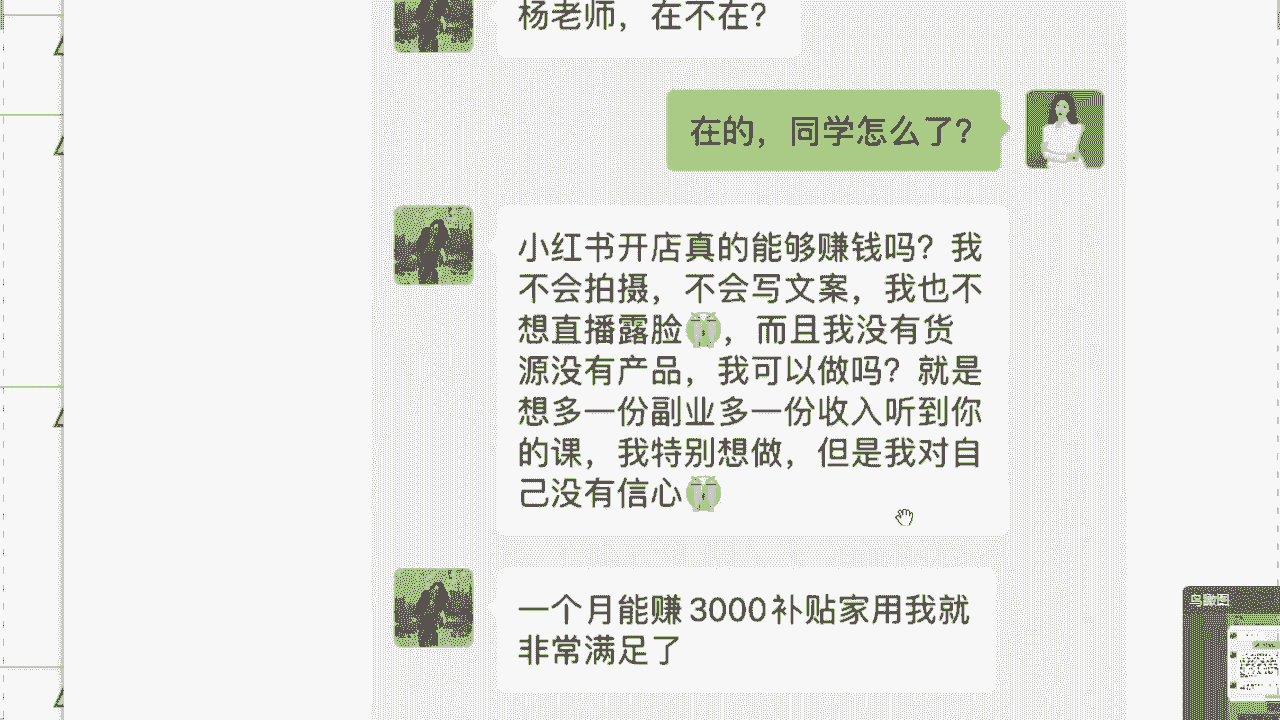 杨老师，在不在？
在的，同学怎么了？
小红书开店真的能够赚钱吗？我
不会拍摄，不会写文案，我也不
想直播露脸，而且我没有货
源没有产品，我可以做吗？就是
想多一份副业多一份收入听到你
的课，我特别想做，但是我对自
己没有信心
一个月能赚3000补贴家用我就
非常满足了
鸟瞰图